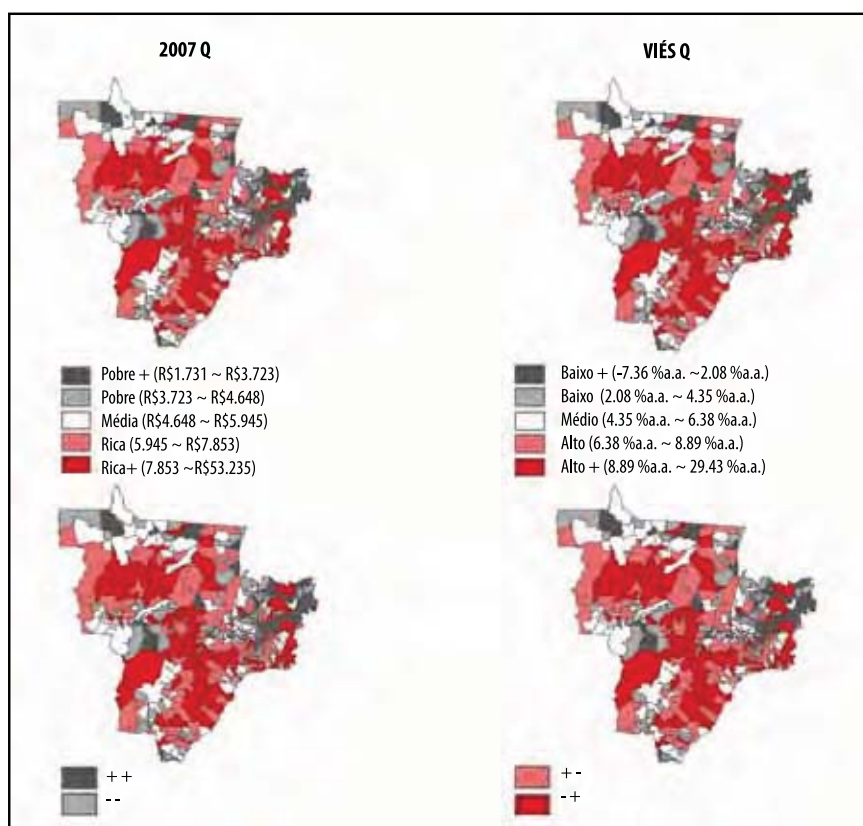 2007 Q
VIÉS Q
Pobre + (R$1.731 ~ R$3.723)
Pobre (R$3.723 ~ R$4.648)
Média (R$4.648 ~ R$5.945)
Rica (5.945 ~ R$7.853)
Rica+ (7.853 ~R$53.235)
Baixo + (-7.36 %a.a. ~2.08 %a.a.)
Baixo (2.08 %a.a. ~ 4.35 %a.a.)
Médio (4.35 %a.a. ~ 6.38 %a.a.)
Alto (6.38 %a.a. ~ 8.89 %a.a.)
Alto + (8.89 %a.a. ~ 29.43 %a.a.)
+ +
- -
+ -
- +